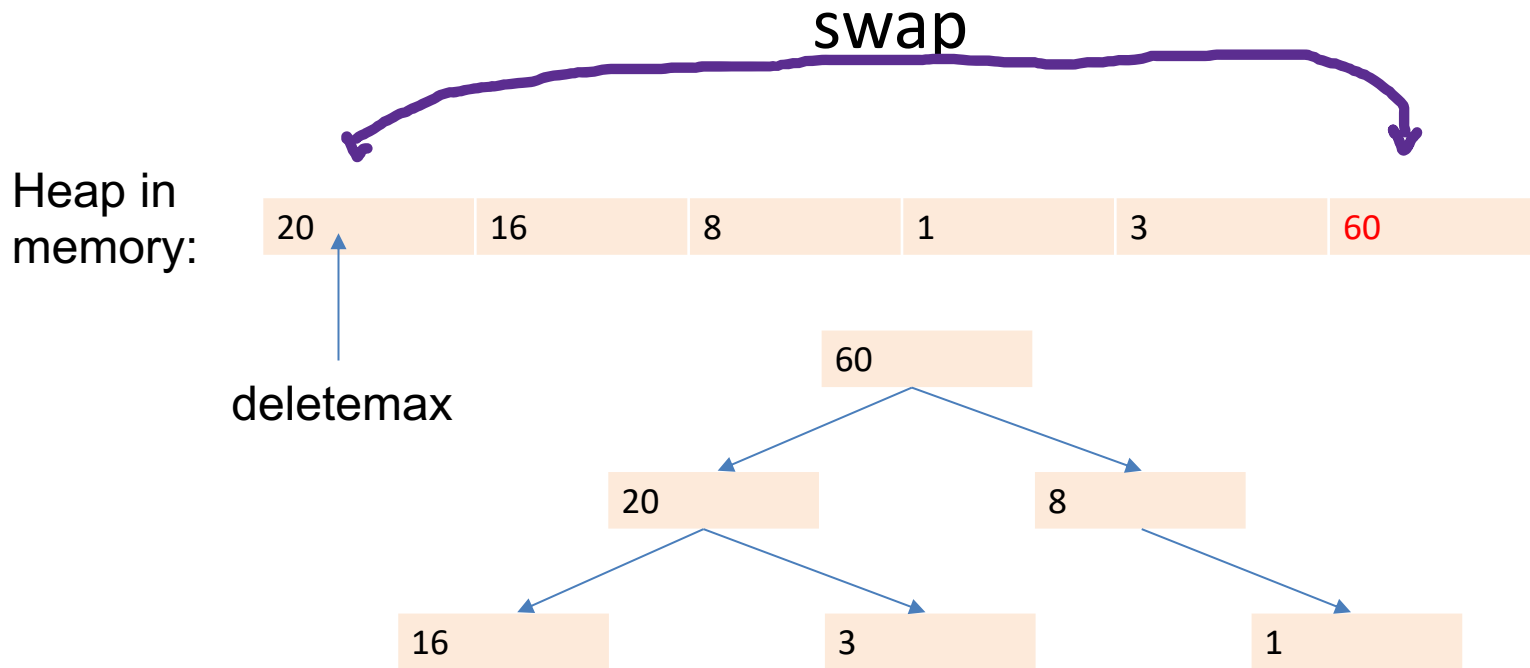 swap
Heap in
memory:
20 16 8 1 3 60
deletemax
60
20 8
16 3 1